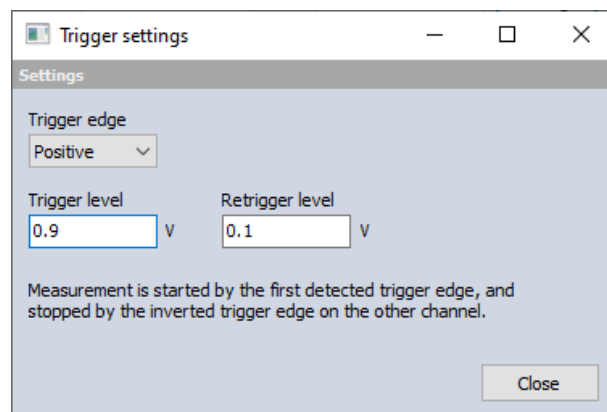 Trigger settings
Settings
Trigger edge
Positive
Trigger level
Retrigger level
0.9 V
0.1 V
Measurement is started by the first detected trigger edge, and
stopped by the inverted trigger edge on the other channel.
Close